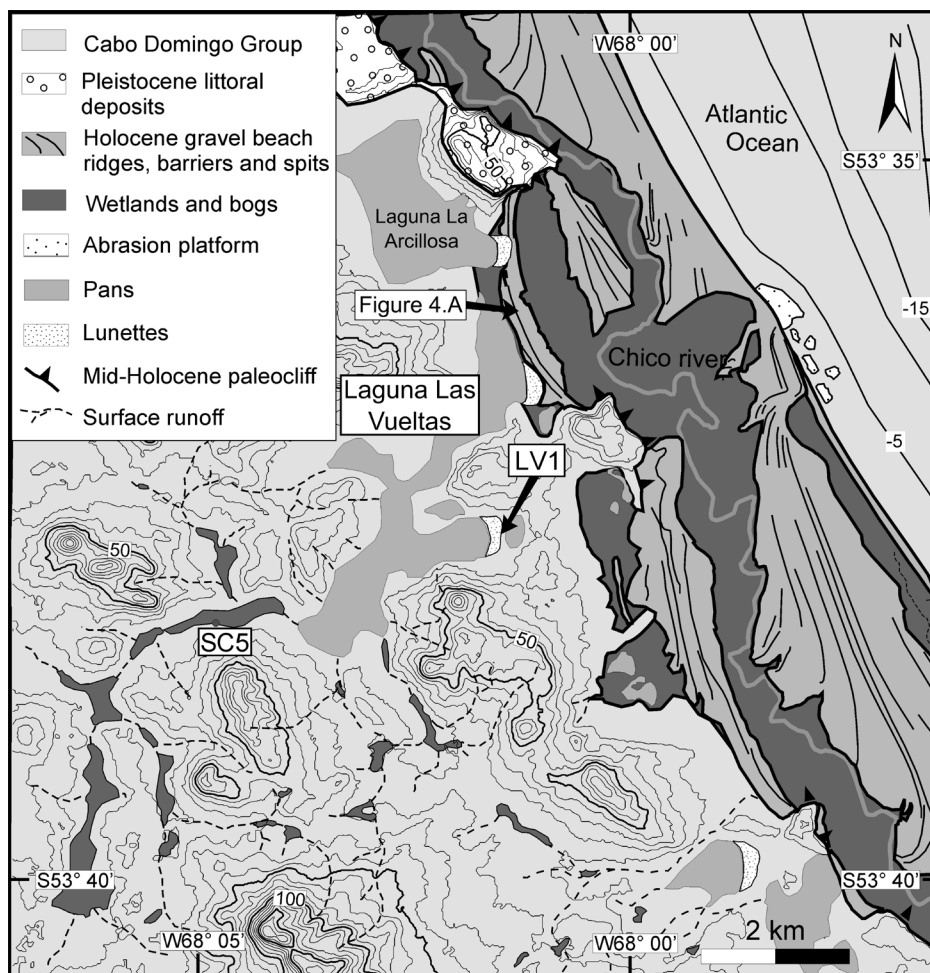 Cabo Domingo Group
Pleistocene littoral
deposits
Holocene gravel beach
ridges, barriers and spits
Wetlands and bogs
Abrasion platform
Pans
Lunettes
Mid-Holocene paleocliff
Surface runoff
W68° 00’
N
Atlantic
Ocean
S53° 35’
50
Laguna La
Arcillosa
Figure 4.A
-15
Chico river
Laguna Las
Vueltas
-5
LV1
50
SC5
50
S53° 40’
S53° 40’
100
W68° 05’
W68° 00’
2 km